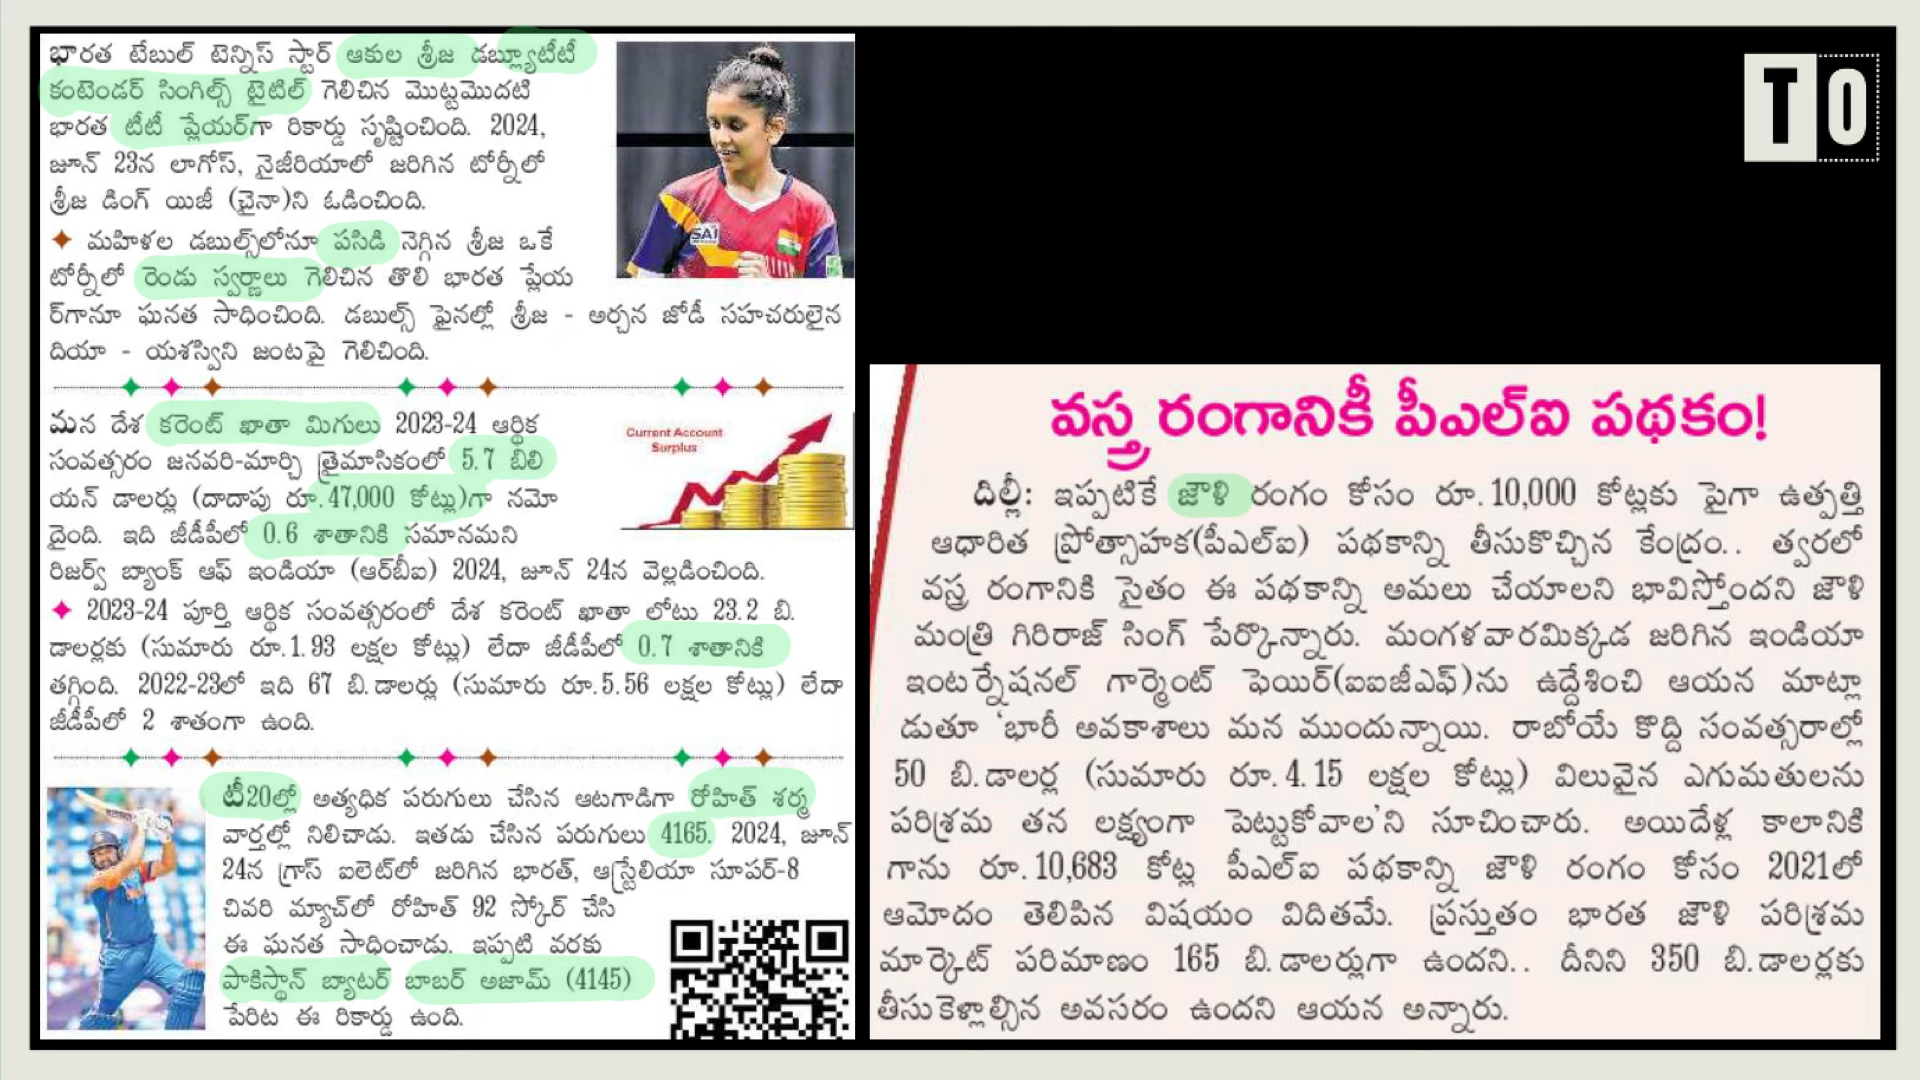 భారత టేబుల్ టెన్నిస్ స్టార్ ఆకుల శ్రీజ డబ్ల్యూటీటీ
కంటెండర్ సింగిల్స్ టైటిల్ గెలిచిన మొట్టమొదటి
భారత టీటీ ప్లేయర్‌గా రికార్డు సృష్టించింది. 2024,
జూన్ 23న లాగోస్, నైజీరియాలో జరిగిన టోర్నీలో
శ్రీజ డింగ్ యిజీ (చైనా)ని ఓడించింది.
✦ మహిళల డబుల్స్‌లోనూ పసిడి నెగ్గిన శ్రీజ ఒకే
టోర్నీలో రెండు స్వర్ణాలు గెలిచిన తొలి భారత ప్లేయ
ర్‌గానూ ఘనత సాధించింది. డబుల్స్ ఫైనల్లో శ్రీజ - అర్చన జోడీ సహచరులైన
దియా - యశస్విని జంటపై గెలిచింది.
SAI
మన దేశ కరెంట్ ఖాతా మిగులు 2023-24 ఆర్థిక
సంవత్సరం జనవరి-మార్చి త్రైమాసికంలో 5.7 బిలి
యన్ డాలర్లు (దాదాపు రూ.47,000 కోట్లు)గా నమో
దైంది. ఇది జీడీపీలో 0.6 శాతానికి సమానమని
రిజర్వ్ బ్యాంక్ ఆఫ్ ఇండియా (ఆర్‌బీఐ) 2024, జూన్ 24న వెల్లడించింది.
✦ 2023-24 పూర్తి ఆర్థిక సంవత్సరంలో దేశ కరెంట్ ఖాతా లోటు 23.2 బి.
డాలర్లకు (సుమారు రూ.1.93 లక్షల కోట్లు) లేదా జీడీపీలో 0.7 శాతానికి
తగ్గింది. 2022-23లో ఇది 67 బి.డాలర్లు (సుమారు రూ.5.56 లక్షల కోట్లు) లేదా
జీడీపీలో 2 శాతంగా ఉంది.
Current Account
Surplus
టీ20ల్లో అత్యధిక పరుగులు చేసిన ఆటగాడిగా రోహిత్ శర్మ
వార్తల్లో నిలిచాడు. ఇతడు చేసిన పరుగులు 4165. 2024, జూన్
24న గ్రాస్ ఐలెట్‌లో జరిగిన భారత్, ఆస్ట్రేలియా సూపర్-8
చివరి మ్యాచ్‌లో రోహిత్ 92 స్కోర్ చేసి
ఈ ఘనత సాధించాడు. ఇప్పటి వరకు
పాకిస్థాన్ బ్యాటర్ బాబర్ అజామ్ (4145)
పేరిట ఈ రికార్డు ఉంది.
TO
వస్త్ర రంగానికీ పీఎల్ఐ పథకం!
దిల్లీ: ఇప్పటికే జౌళి రంగం కోసం రూ.10,000 కోట్లకు పైగా ఉత్పత్తి
ఆధారిత ప్రోత్సాహక(పీఎల్ఐ) పథకాన్ని తీసుకొచ్చిన కేంద్రం.. త్వరలో
వస్త్ర రంగానికి సైతం ఈ పథకాన్ని అమలు చేయాలని భావిస్తోందని జౌళి
మంత్రి గిరిరాజ్ సింగ్ పేర్కొన్నారు. మంగళవారమిక్కడ జరిగిన ఇండియా
ఇంటర్నేషనల్ గార్మెంట్ ఫెయిర్(ఐఐజీఎఫ్)ను ఉద్దేశించి ఆయన మాట్లా
డుతూ ‘భారీ అవకాశాలు మన ముందున్నాయి. రాబోయే కొద్ది సంవత్సరాల్లో
50 బి.డాలర్ల (సుమారు రూ.4.15 లక్షల కోట్లు) విలువైన ఎగుమతులను
పరిశ్రమ తన లక్ష్యంగా పెట్టుకోవాల’ని సూచించారు. అయిదేళ్ల కాలానికి
గాను రూ.10,683 కోట్ల పీఎల్ఐ పథకాన్ని జౌళి రంగం కోసం 2021లో
ఆమోదం తెలిపిన విషయం విదితమే. ప్రస్తుతం భారత జౌళి పరిశ్రమ
మార్కెట్ పరిమాణం 165 బి.డాలర్లుగా ఉందని.. దీనిని 350 బి.డాలర్లకు
తీసుకెళ్లాల్సిన అవసరం ఉందని ఆయన అన్నారు.